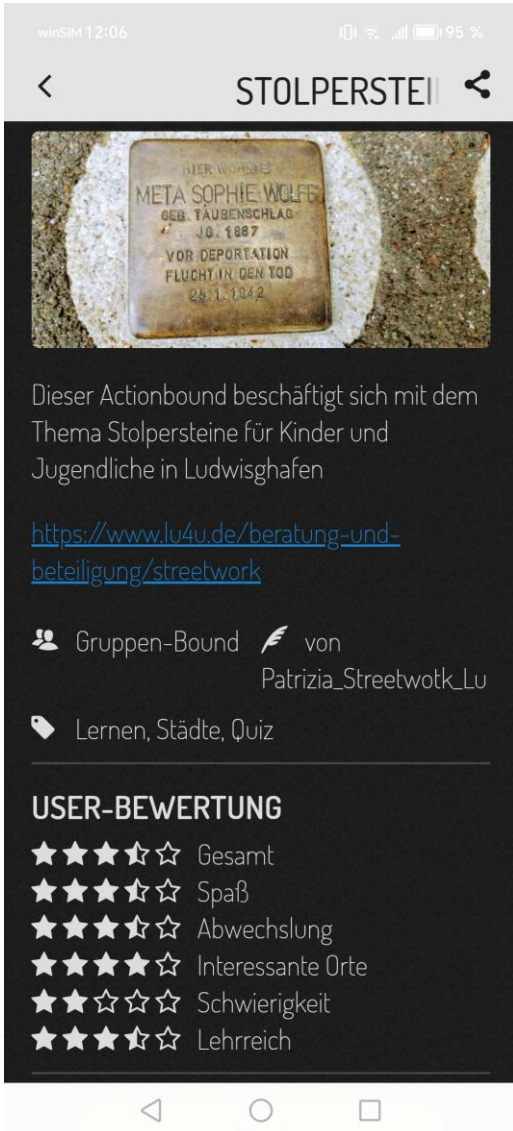 winSIM 12:06
95 %
STOLPERSTEI
HIER WOHNTE
META SOPHIE WOLFF
GEB. TAUBENSCHLAG
JG. 1887
VOR DEPORTATION
FLUCHT IN DEN TOD
25.1.1942
Dieser Actionbound beschäftigt sich mit dem
Thema Stolpersteine für Kinder und
Jugendliche in Ludwisghafen
https://www.lu4u.de/beratung-und-
beteiligung/streetwork
Gruppen-Bound
von
Patrizia_Streetwotk_Lu
Lernen, Städte, Quiz
USER-BEWERTUNG
Gesamt
Spaß
Abwechslung
Interessante Orte
Schwierigkeit
Lehrreich